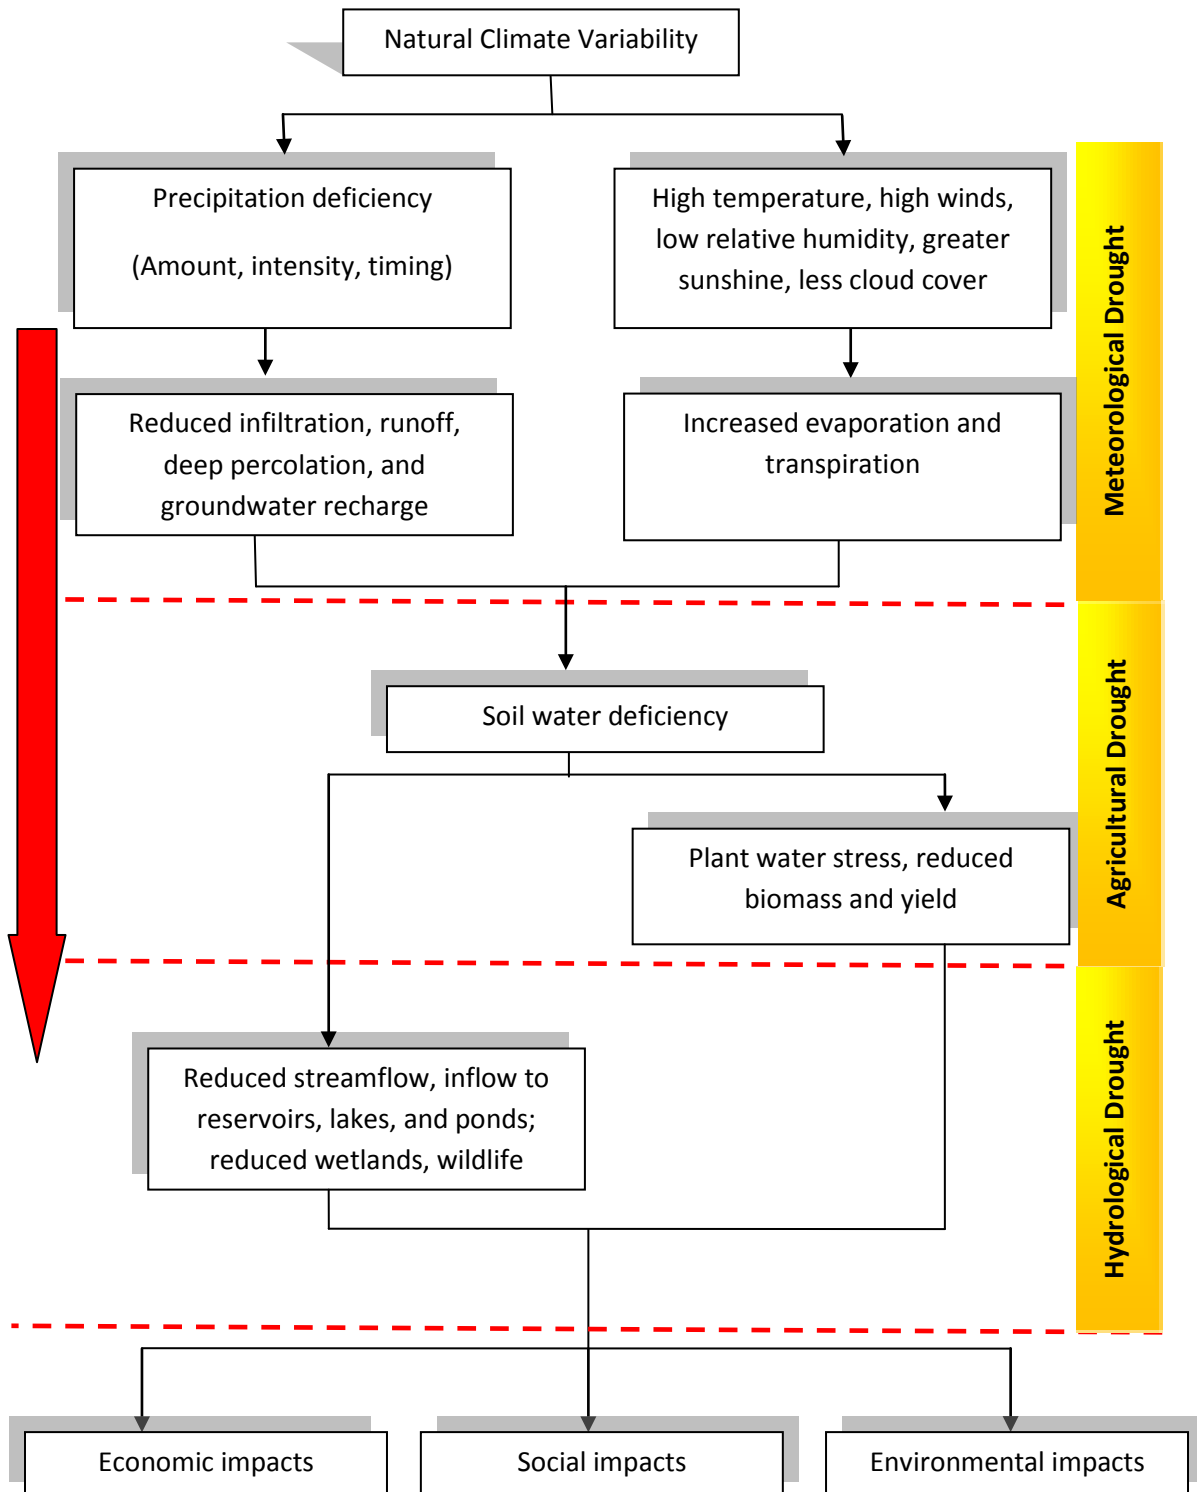 Natural Climate Variability
Precipitation deficiency
(Amount, intensity, timing)
High temperature, high winds,
low relative humidity, greater
sunshine, less cloud cover
Meteorological Drought
Reduced infiltration, runoff,
deep percolation, and
groundwater recharge
Increased evaporation and
transpiration
Soil water deficiency
Agricultural Drought
Plant water stress, reduced
biomass and yield
Reduced streamflow, inflow to
reservoirs, lakes, and ponds;
reduced wetlands, wildlife
Hydrological Drought
Economic impacts
Social impacts
Environmental impacts